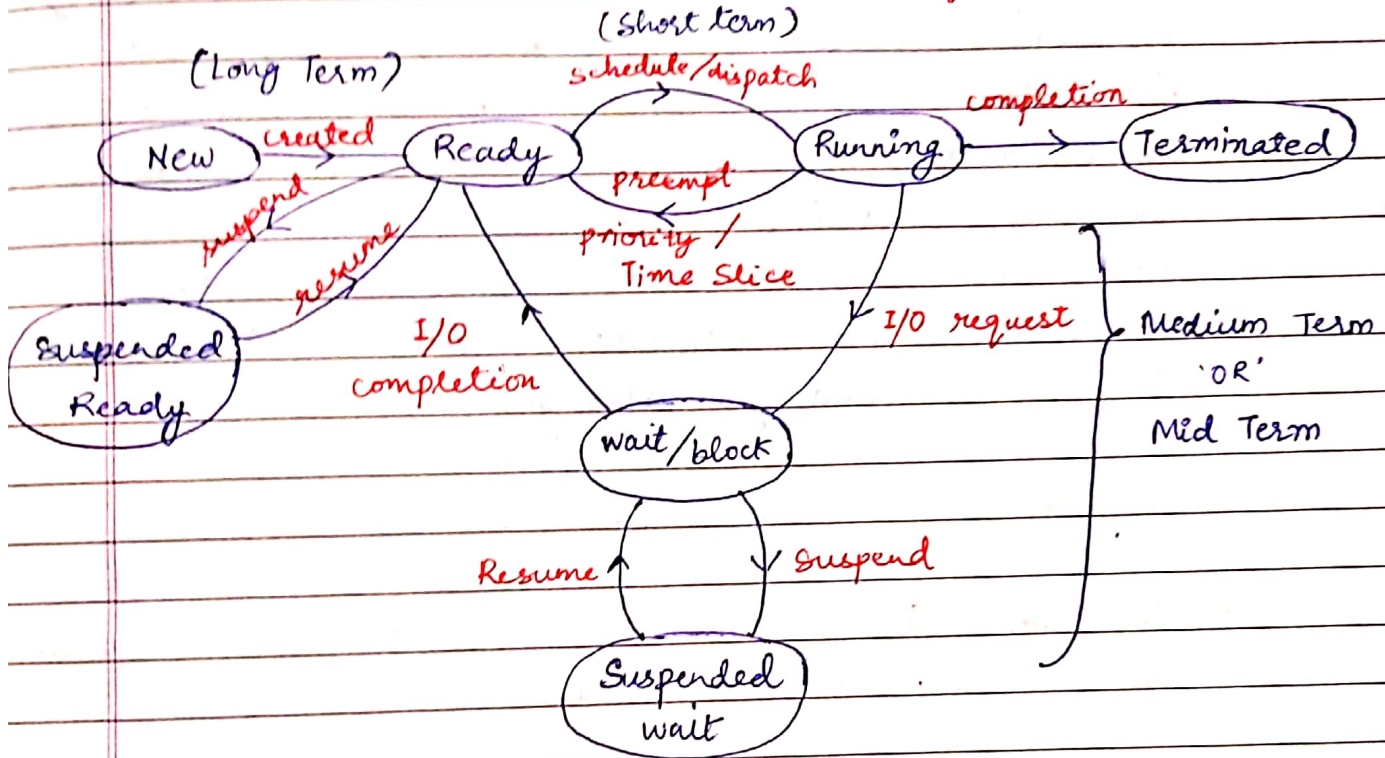 (Short term)
(Long Term)
schedule/dispatch
completion
created
New
Ready
Running
Terminated
preempt
suspend
priority /
Time Slice
resume
I/O
completion
I/O request
Medium Term
'OR'
Mid Term
Suspended
Ready
wait/block
Resume
Suspend
Suspended
wait